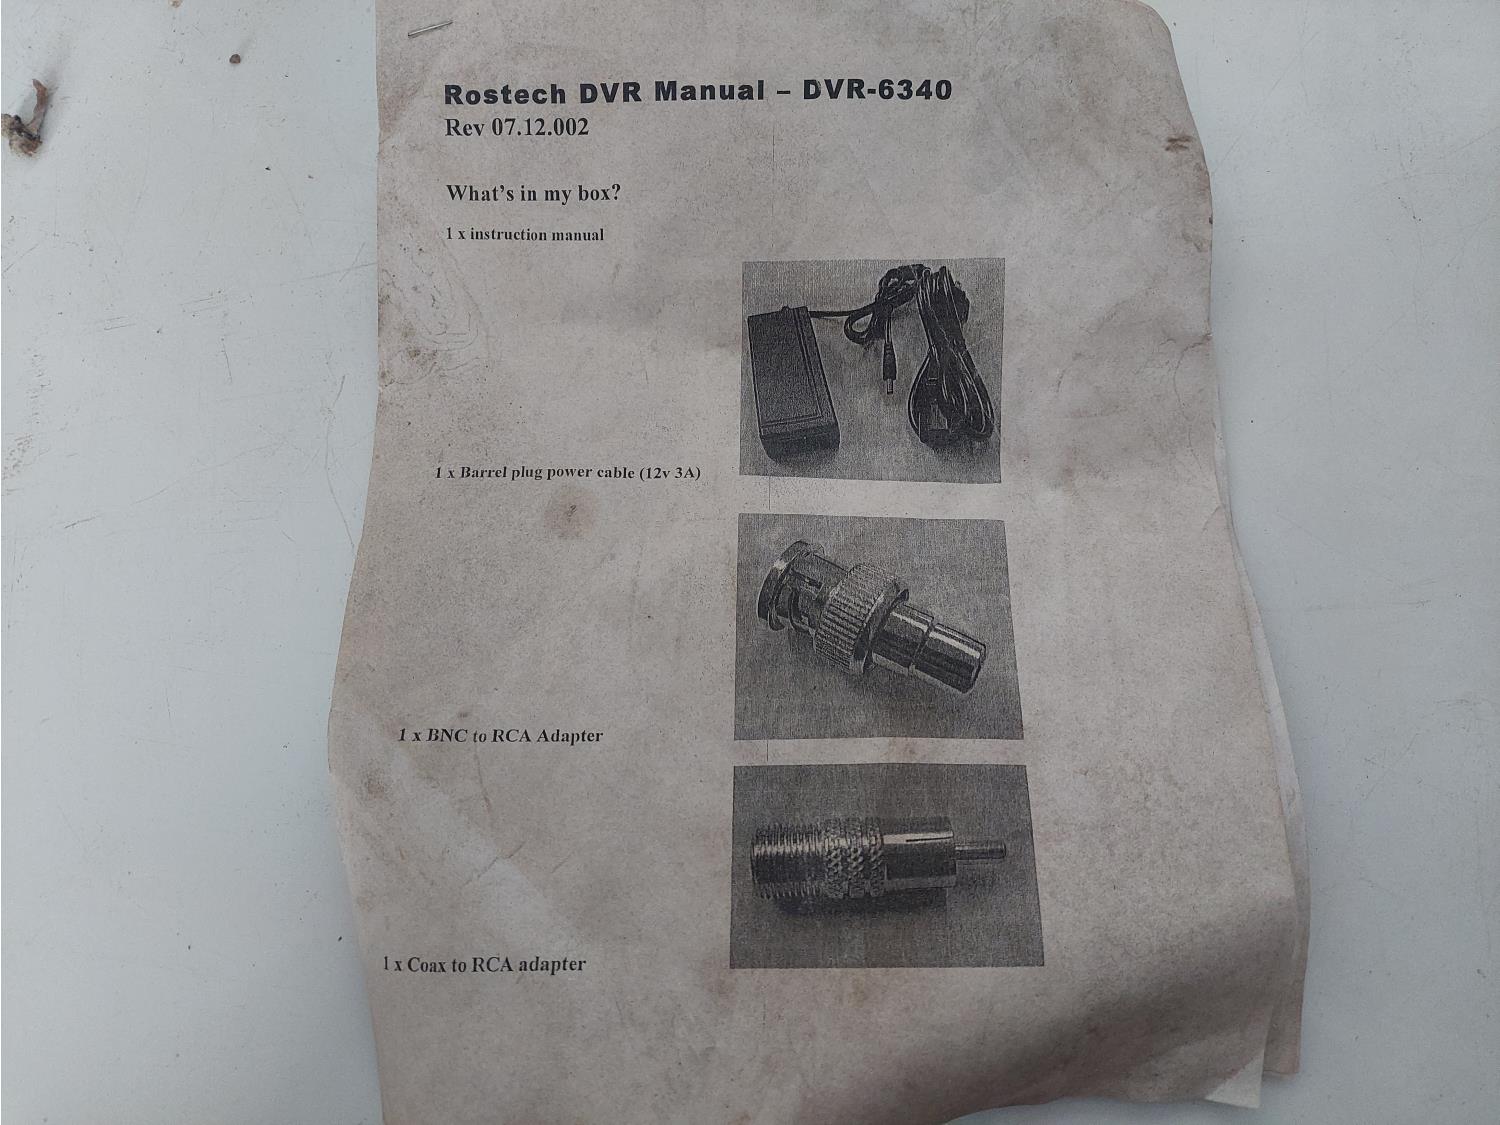 Rostech DVR Manual – DVR-6340
Rev 07.12.002
What's in my box?
1 x instruction manual
1 x Barrel plug power cable (12v 3A)
1 x BNC to RCA Adapter
1 x Coax to RCA adapter